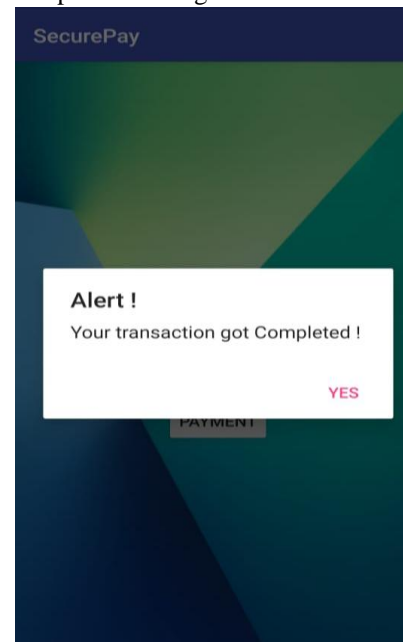 SecurePay
Alert !
Your transaction got Completed !
YES
PAYMENT